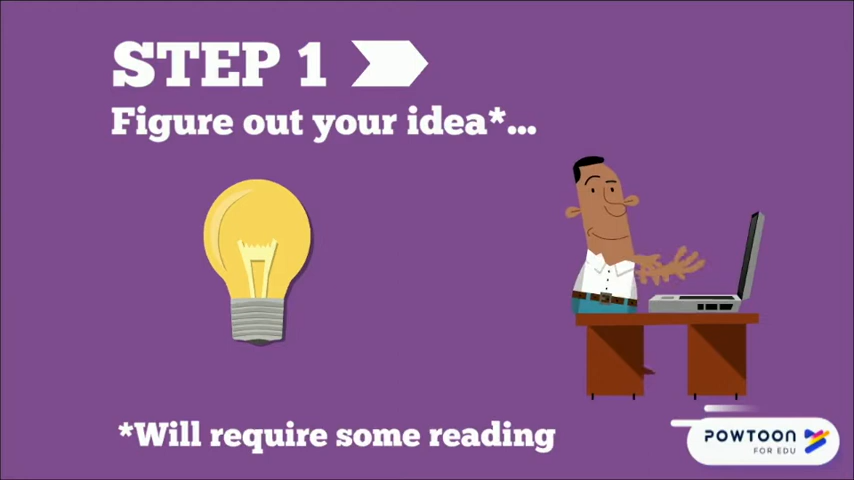 STEP 1
Figure out your idea*...
*Will require some reading
POWTOON
FOR EDU